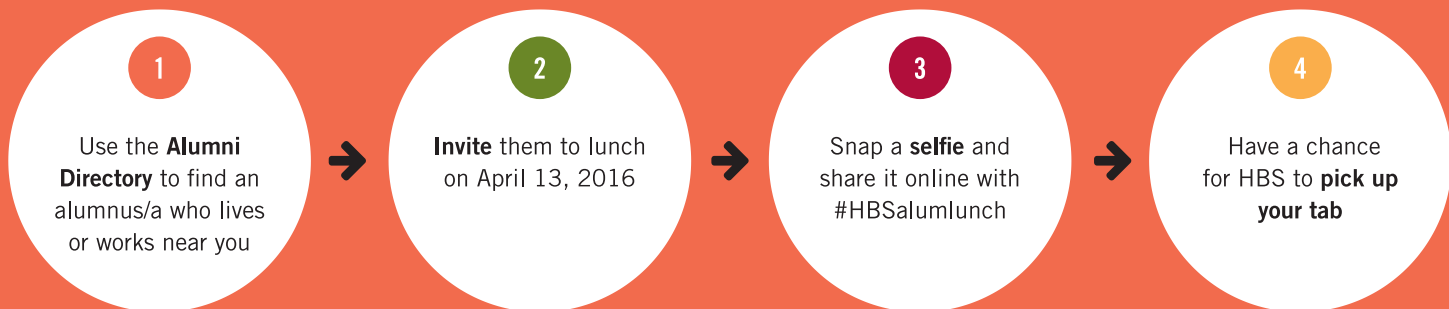 1
Use the Alumni
Directory to find an
alumnus/a who lives
or works near you
2
Invite them to lunch
on April 13, 2016
3
Snap a selfie and
share it online with
#HBSalumlunch
4
Have a chance
for HBS to pick up
your tab